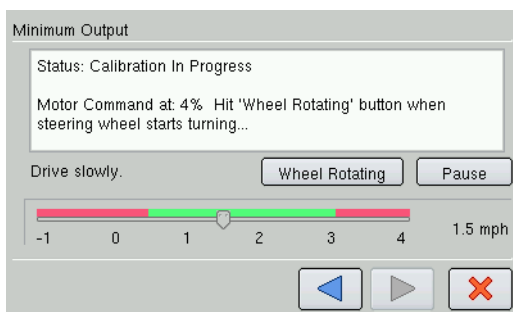 Minimum Output
Status: Calibration In Progress
Motor Command at: 4% Hit 'Wheel Rotating' button when
steering wheel starts turning...
Drive slowly.
Wheel Rotating
Pause
-1 0 1 2 3 4
1.5 mph